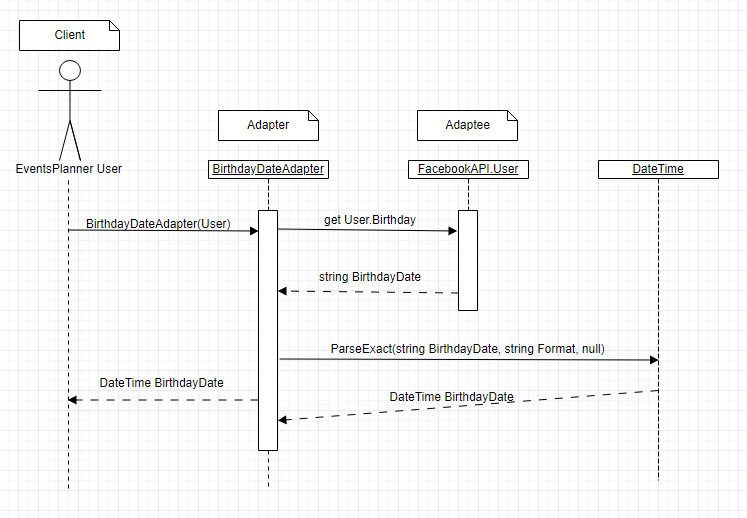 Client
Adapter
Adaptee
EventsPlanner User
BirthdayDateAdapter
FacebookAPI.User
DateTime
BirthdayDateAdapter(User)
get User.Birthday
string BirthdayDate
ParseExact(string BirthdayDate, string Format, null)
DateTime BirthdayDate
DateTime BirthdayDate